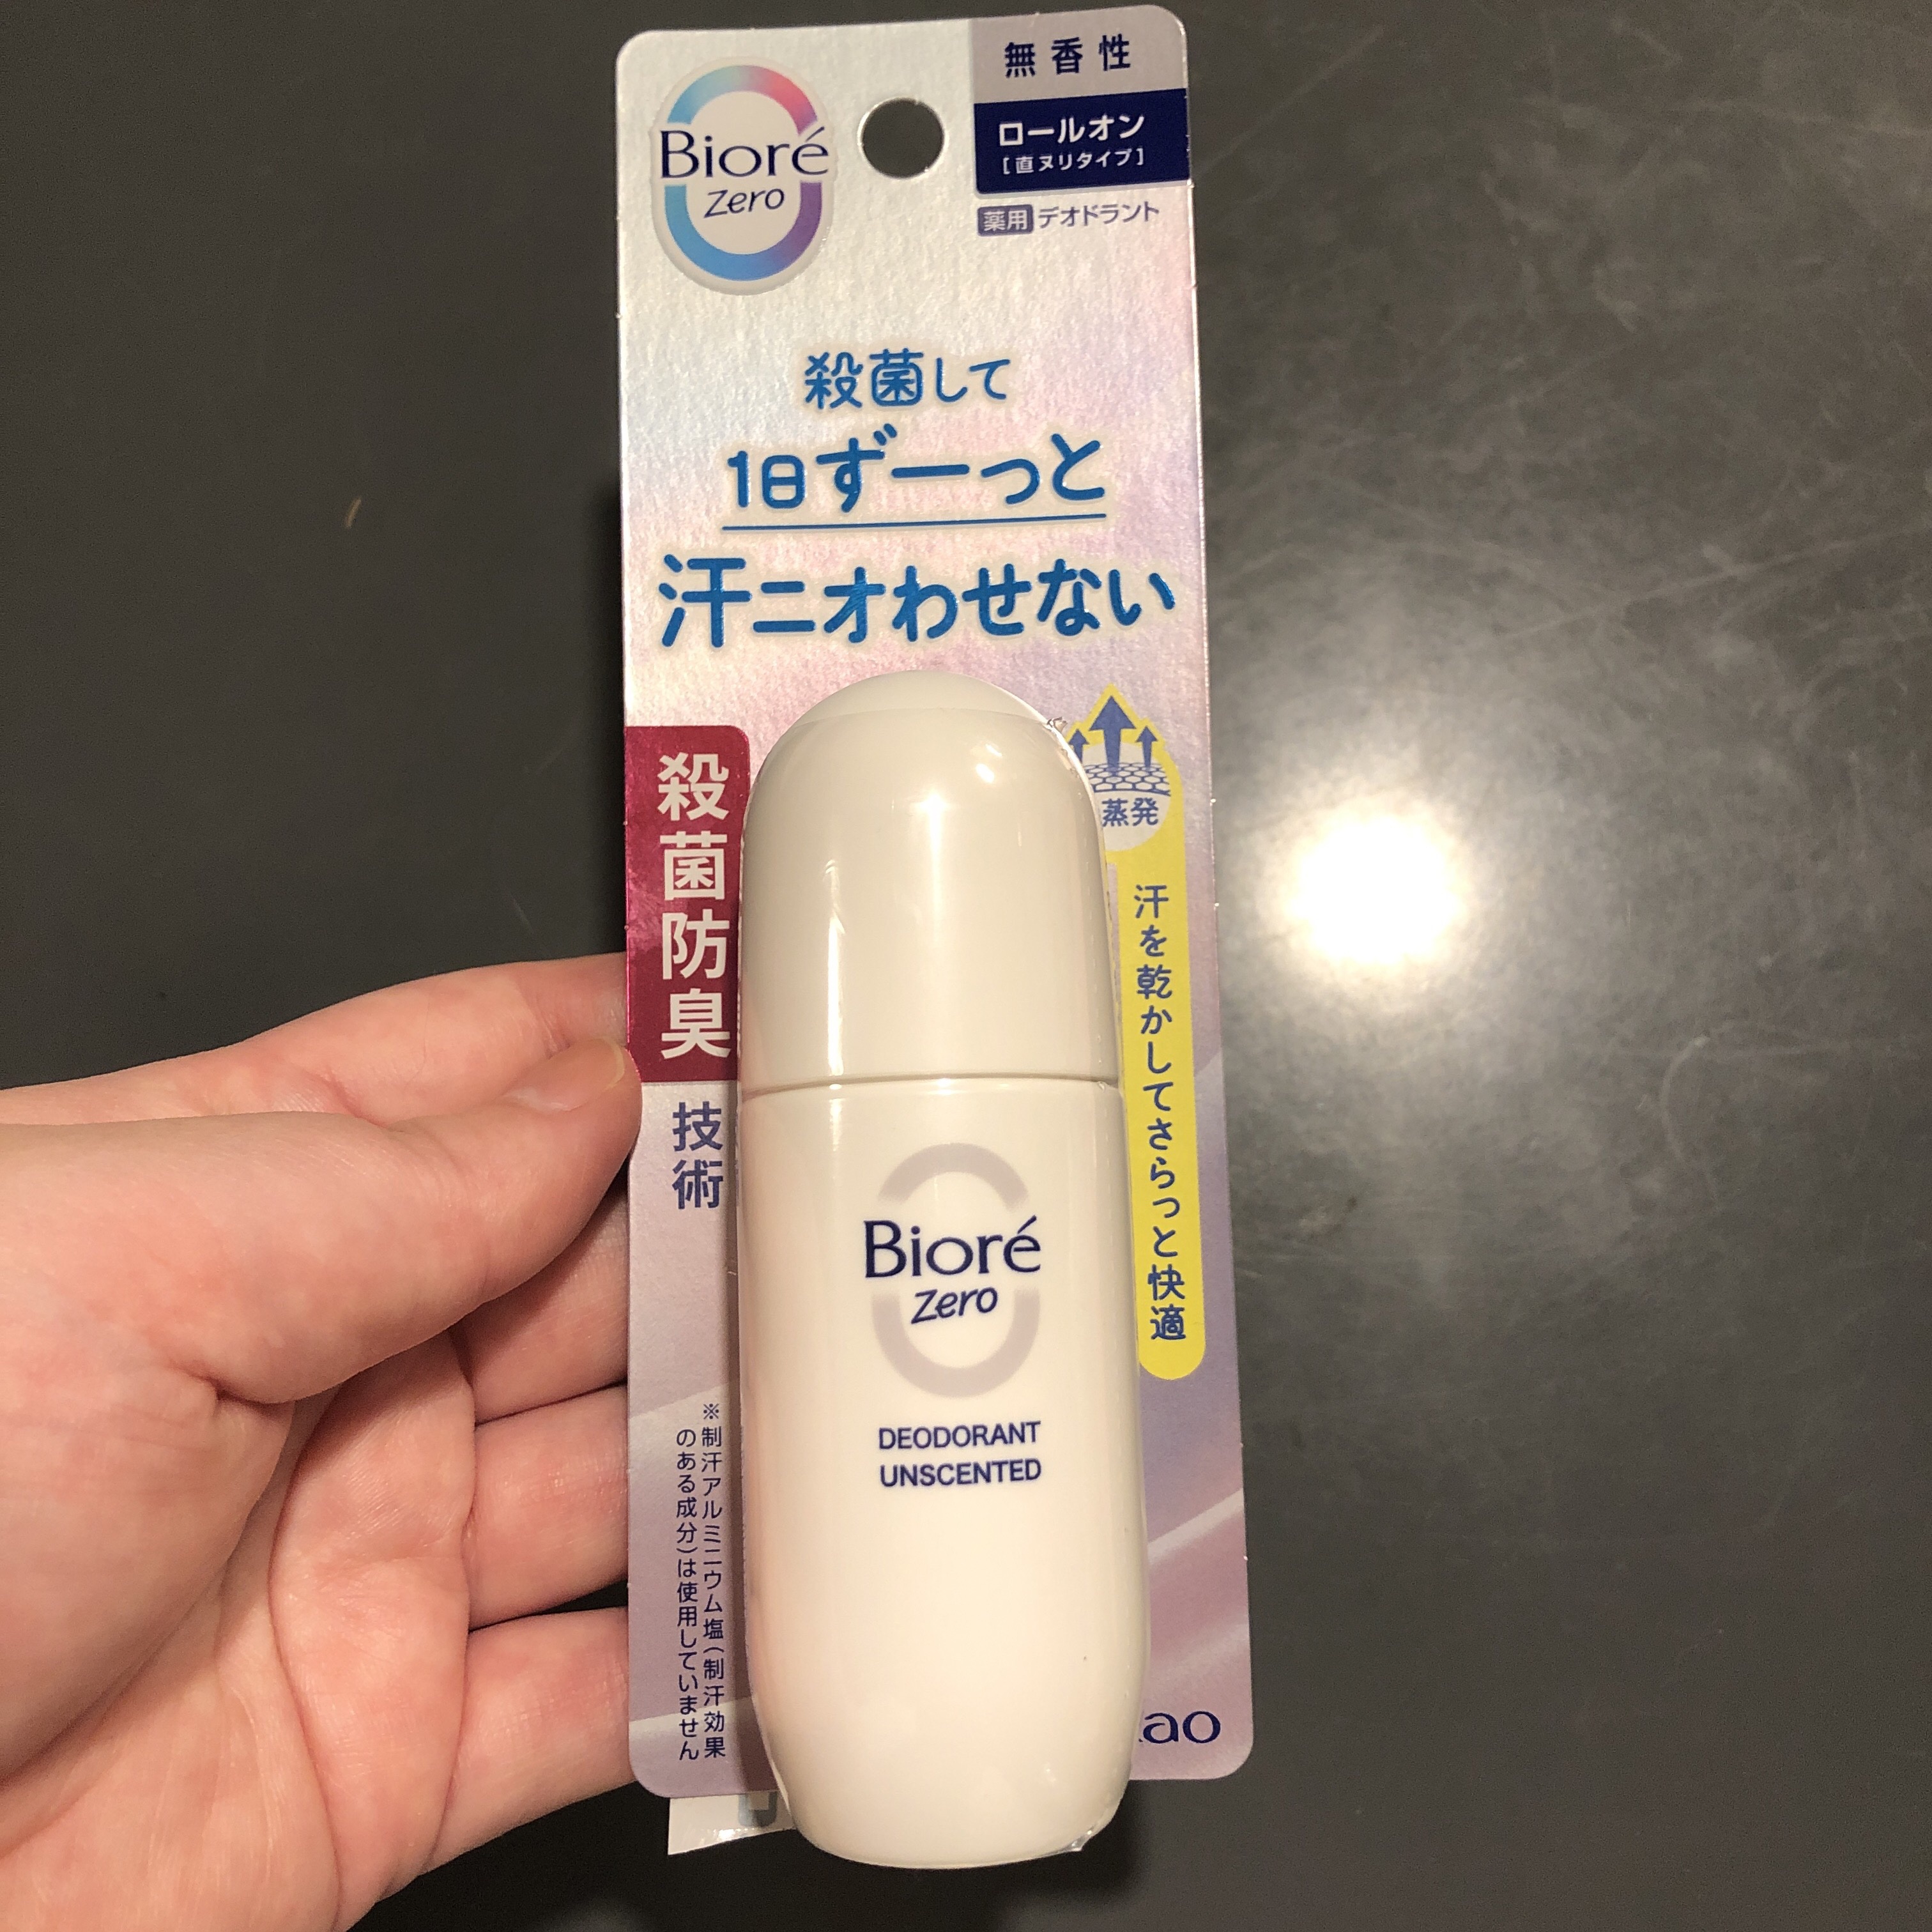 Bioré
zero
無香性
ロールオン
[直ヌリタイプ]
薬用 デオドラント
殺菌して
1日ずーっと
汗ニオわせない
殺菌防臭
技術
蒸発
汗を乾かしてさらっと快適
※制汗アルミニウム塩(制汗効果
のある成分)は使用していません
Bioré
zero
DEODORANT
UNSCENTED